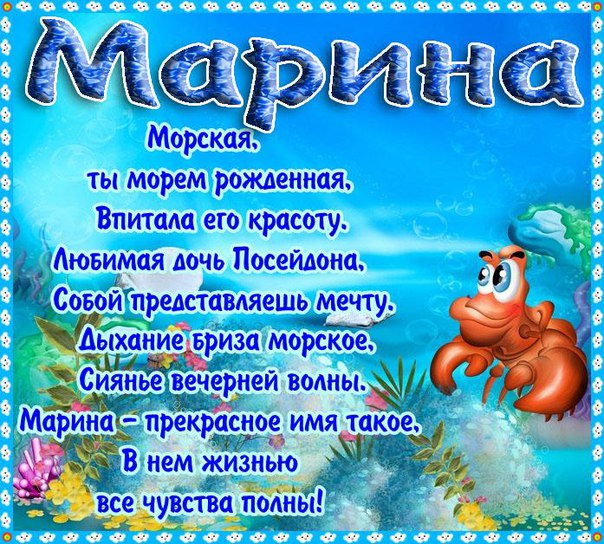 Марина
Морская,
ты морем рожденная,
Впитала его красоту.
Любимая дочь Посейдона,
Собой представляешь мечту.
Дыхание бриза морское,
Сиянье вечерней волны.
Марина – прекрасное имя такое,
В нем жизнью
все чувства полны!